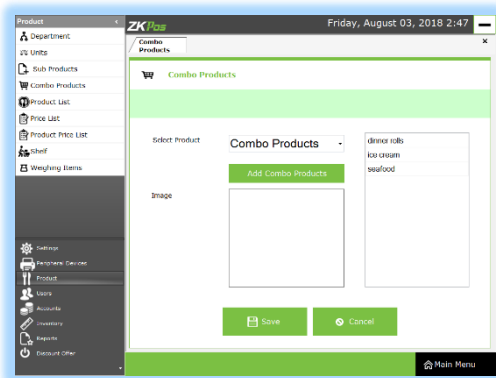 Product
Department
Units
Sub Products
Combo Products
Product List
Price List
Product Price List
Shelf
Weighing Items
Settings
Peripheral Devices
Product
Users
Accounts
Inventory
Reports
Discount Offer
ZKPos
Friday, August 03, 2018 2:47
Combo
Products
x
Combo Products
Select Product
Combo Products
Add Combo Products
Image
dinner rolls
ice cream
seafood
Save
Cancel
Main Menu